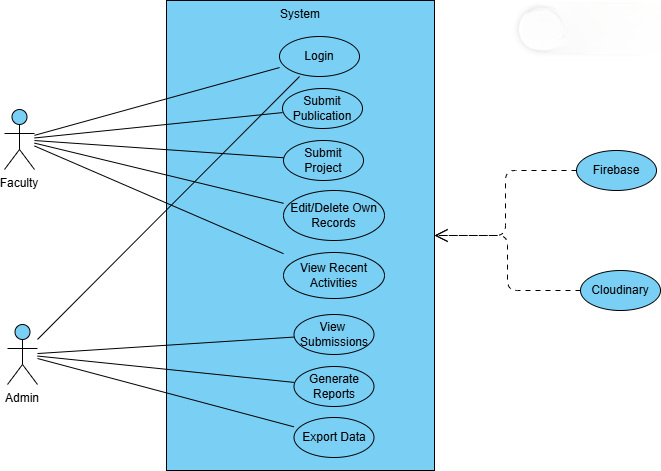 System
Login
Submit
Publication
Submit
Project
Faculty
Edit/Delete Own
Records
View Recent
Activities
Firebase
Cloudinary
View
Submissions
Admin
Generate
Reports
Export Data